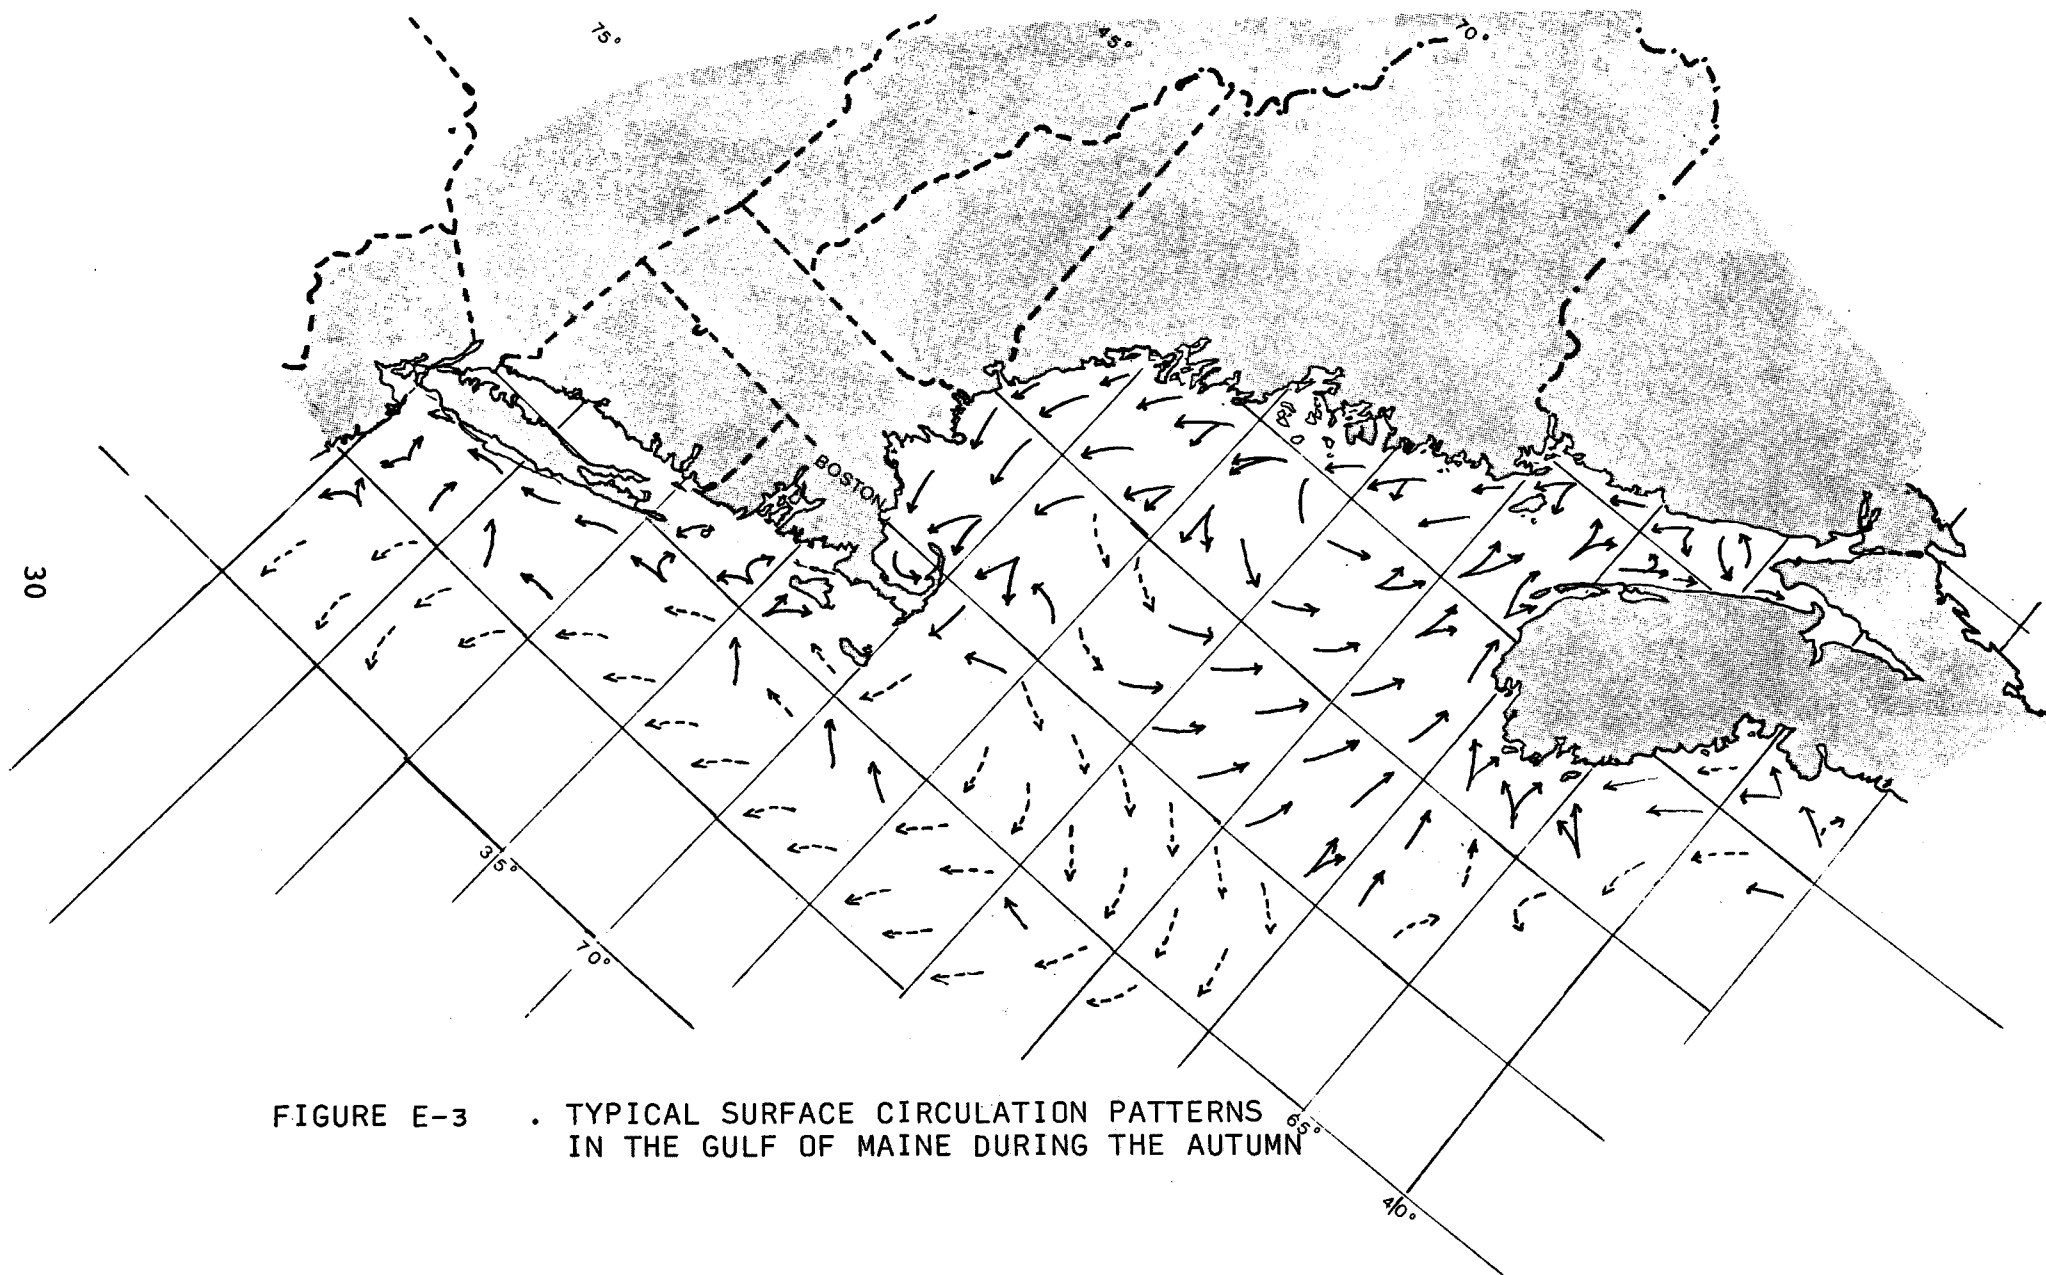 75°
45°
70°
BOSTON
30
35°
70°
FIGURE E-3 . TYPICAL SURFACE CIRCULATION PATTERNS
IN THE GULF OF MAINE DURING THE AUTUMN
65°
40°